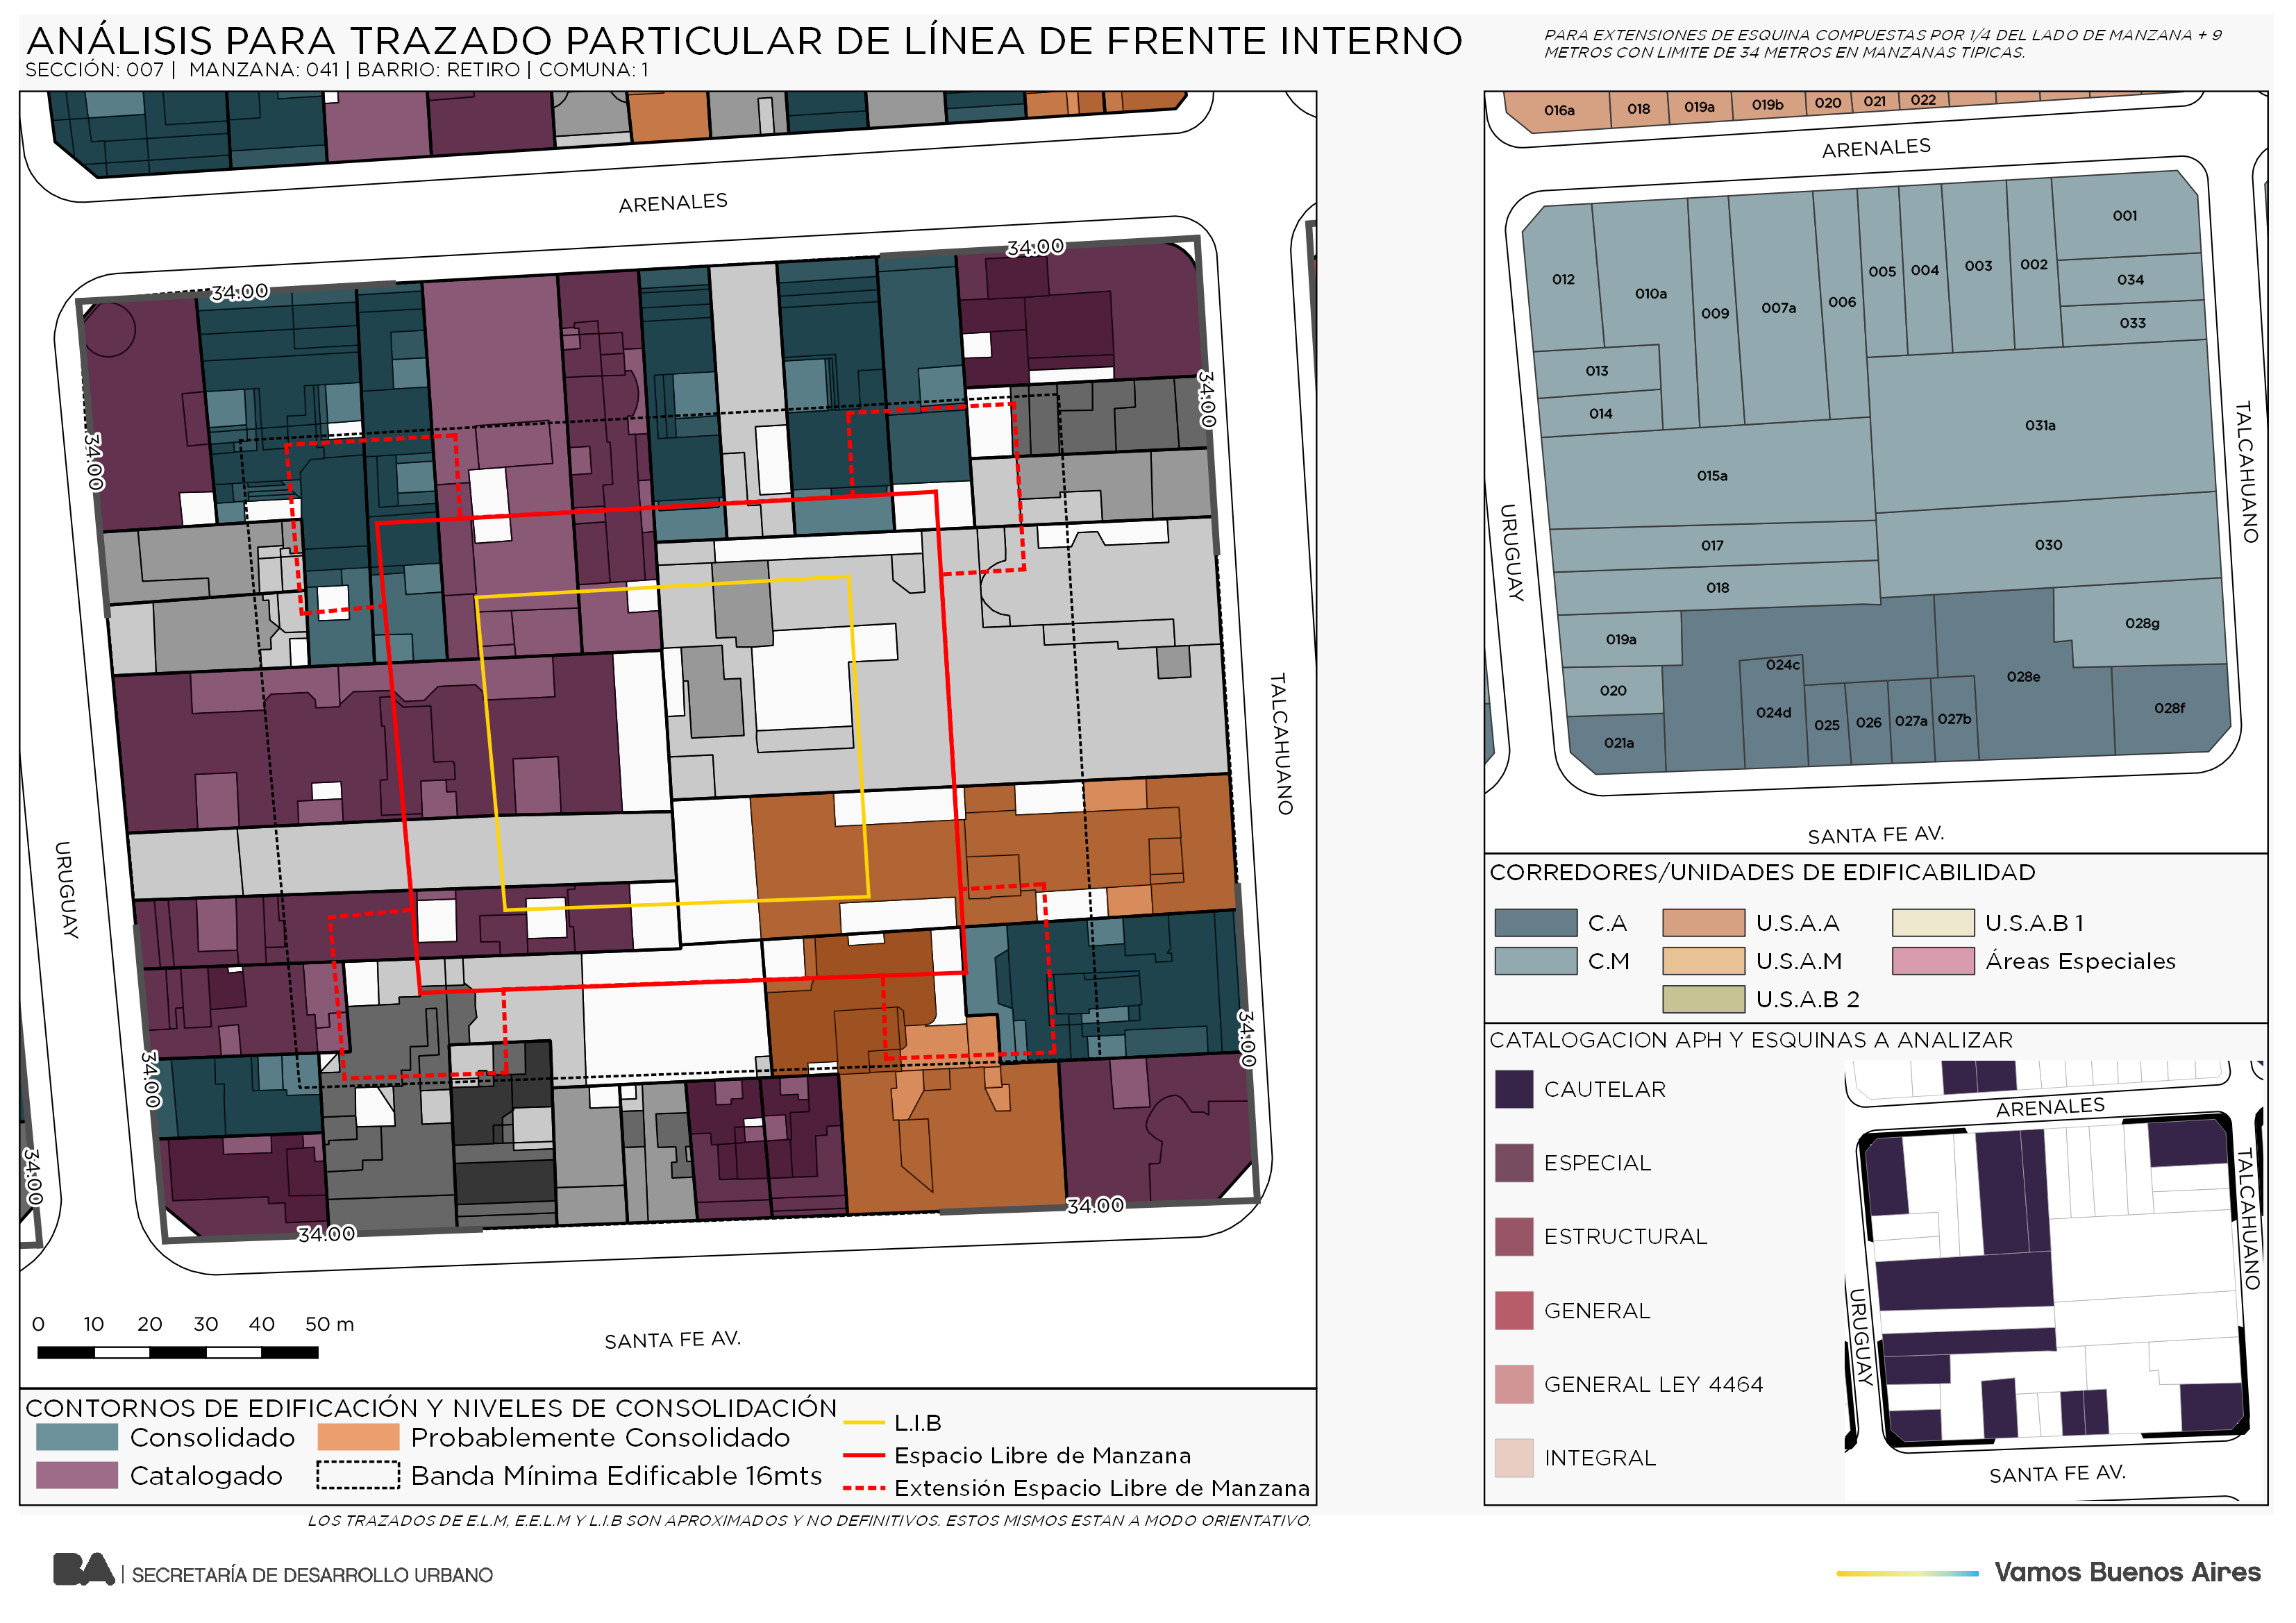 ANÁLISIS PARA TRAZADO PARTICULAR DE LÍNEA DE FRENTE INTERNO
SECCIÓN: 007 | MANZANA: 041 | BARRIO: RETIRO | COMUNA: 1
PARA EXTENSIONES DE ESQUINA COMPUESTAS POR 1/4 DEL LADO DE MANZANA + 9
METROS CON LIMITE DE 34 METROS EN MANZANAS TIPICAS.
ARENALES
34.00
34.00
34.00
34.00
TALCAHUANO
URUGUAY
34.00
34.00
34.00
34.00
34.00
0 10 20 30 40 50 m
SANTA FE AV.
CONTORNOS DE EDIFICACIÓN Y NIVELES DE CONSOLIDACIÓN
Consolidado
Probablemente Consolidado
Catalogado
Banda Mínima Edificable 16mts
L.I.B
Espacio Libre de Manzana
Extensión Espacio Libre de Manzana
LOS TRAZADOS DE E.L.M, E.E.L.M Y L.I.B SON APROXIMADOS Y NO DEFINITIVOS. ESTOS MISMOS ESTAN A MODO ORIENTATIVO.
016a 018 019a 019b 020 021 022
ARENALES
001
012 010a 009 007a 006 005 004 003 002
034
033
013
014
031a
015a
017
030
018
019a
028g
020
024c
028e
024d 025 026 027a 027b
028f
021a
URUGUAY
TALCAHUANO
SANTA FE AV.
CORREDORES/UNIDADES DE EDIFICABILIDAD
C.A
U.S.A.A
U.S.A.B 1
C.M
U.S.A.M
Áreas Especiales
U.S.A.B 2
CATALOGACION APH Y ESQUINAS A ANALIZAR
CAUTELAR
ESPECIAL
ESTRUCTURAL
GENERAL
GENERAL LEY 4464
INTEGRAL
ARENALES
TALCAHUANO
URUGUAY
SANTA FE AV.
BA | SECRETARÍA DE DESARROLLO URBANO
Vamos Buenos Aires